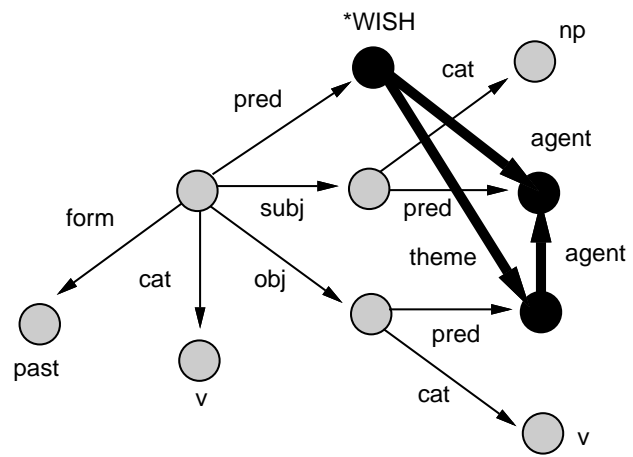 *WISH
np
cat
pred
agent
form
subj
pred
cat
obj
theme
agent
past
pred
v
cat
v